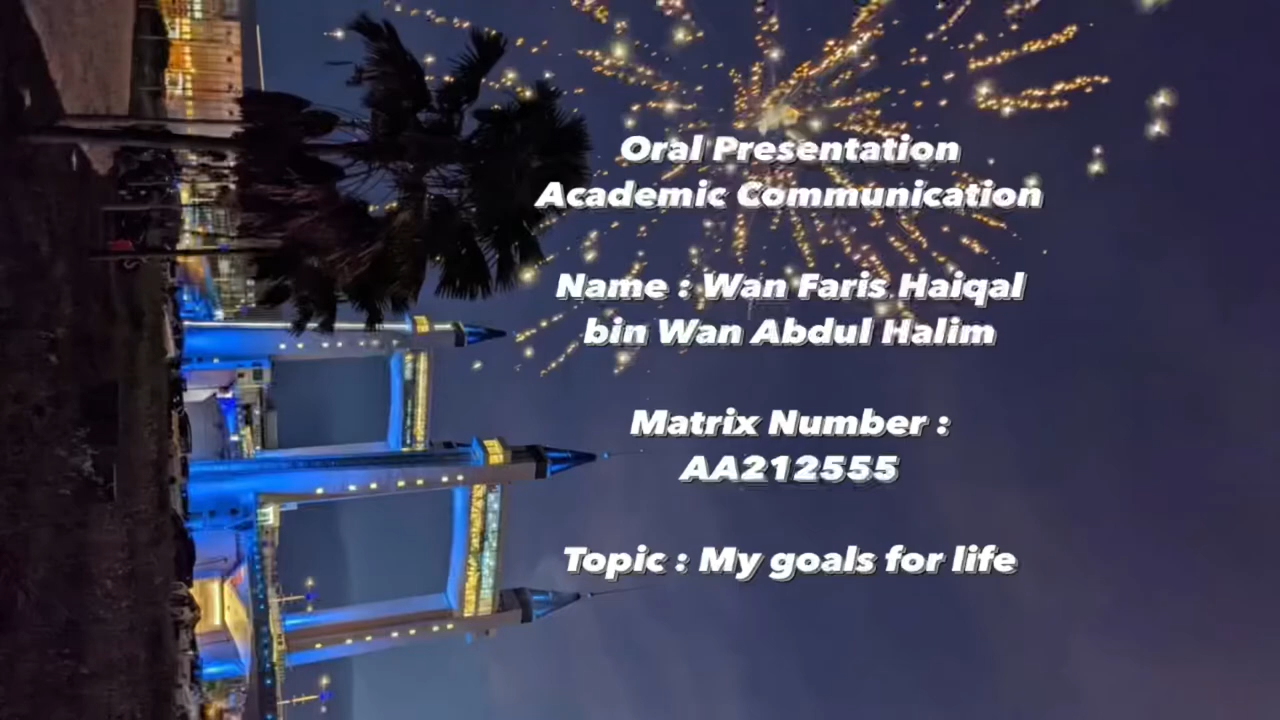 Oral Presentation
Academic Communication
Name : Wan Faris Haiqal
bin Wan Abdul Halim
Matrix Number :
AA212555
Topic : My goals for life